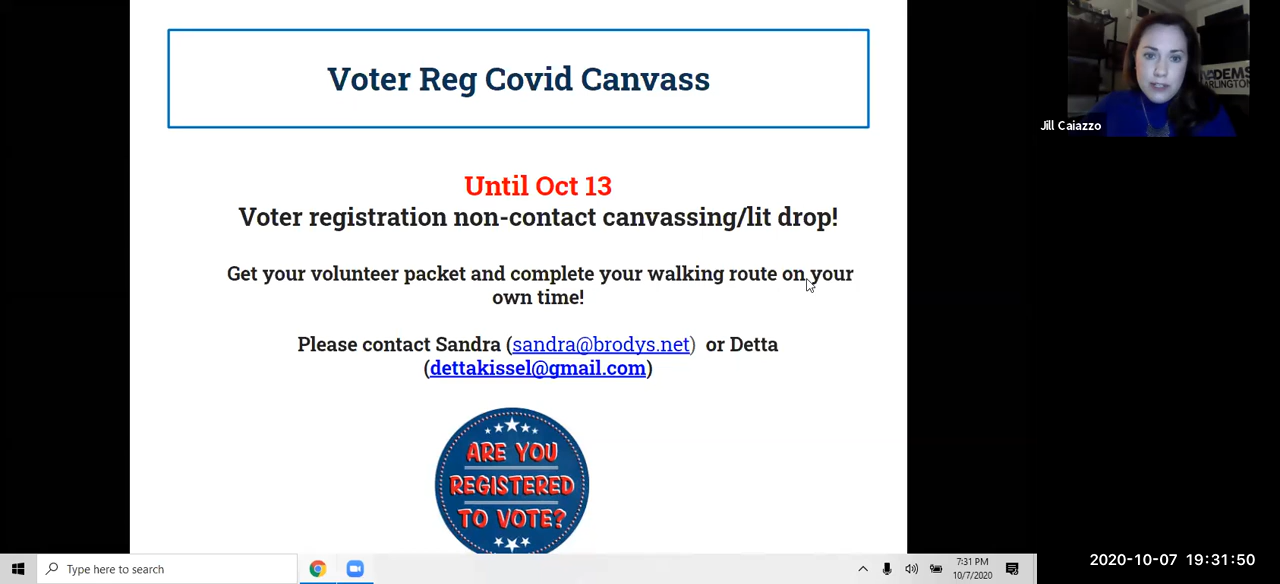 Voter Reg Covid Canvass
Until Oct 13
Voter registration non-contact canvassing/lit drop!
Get your volunteer packet and complete your walking route on your
own time!
Please contact Sandra (sandra@brodys.net) or Detta
(dettakissel@gmail.com)
ARE YOU
REGISTERED
TO VOTE?
DEMS
ARLINGTON
Jill Caiazzo
Type here to search
7:31 PM
10/7/2020
2020-10-07 19:31:50